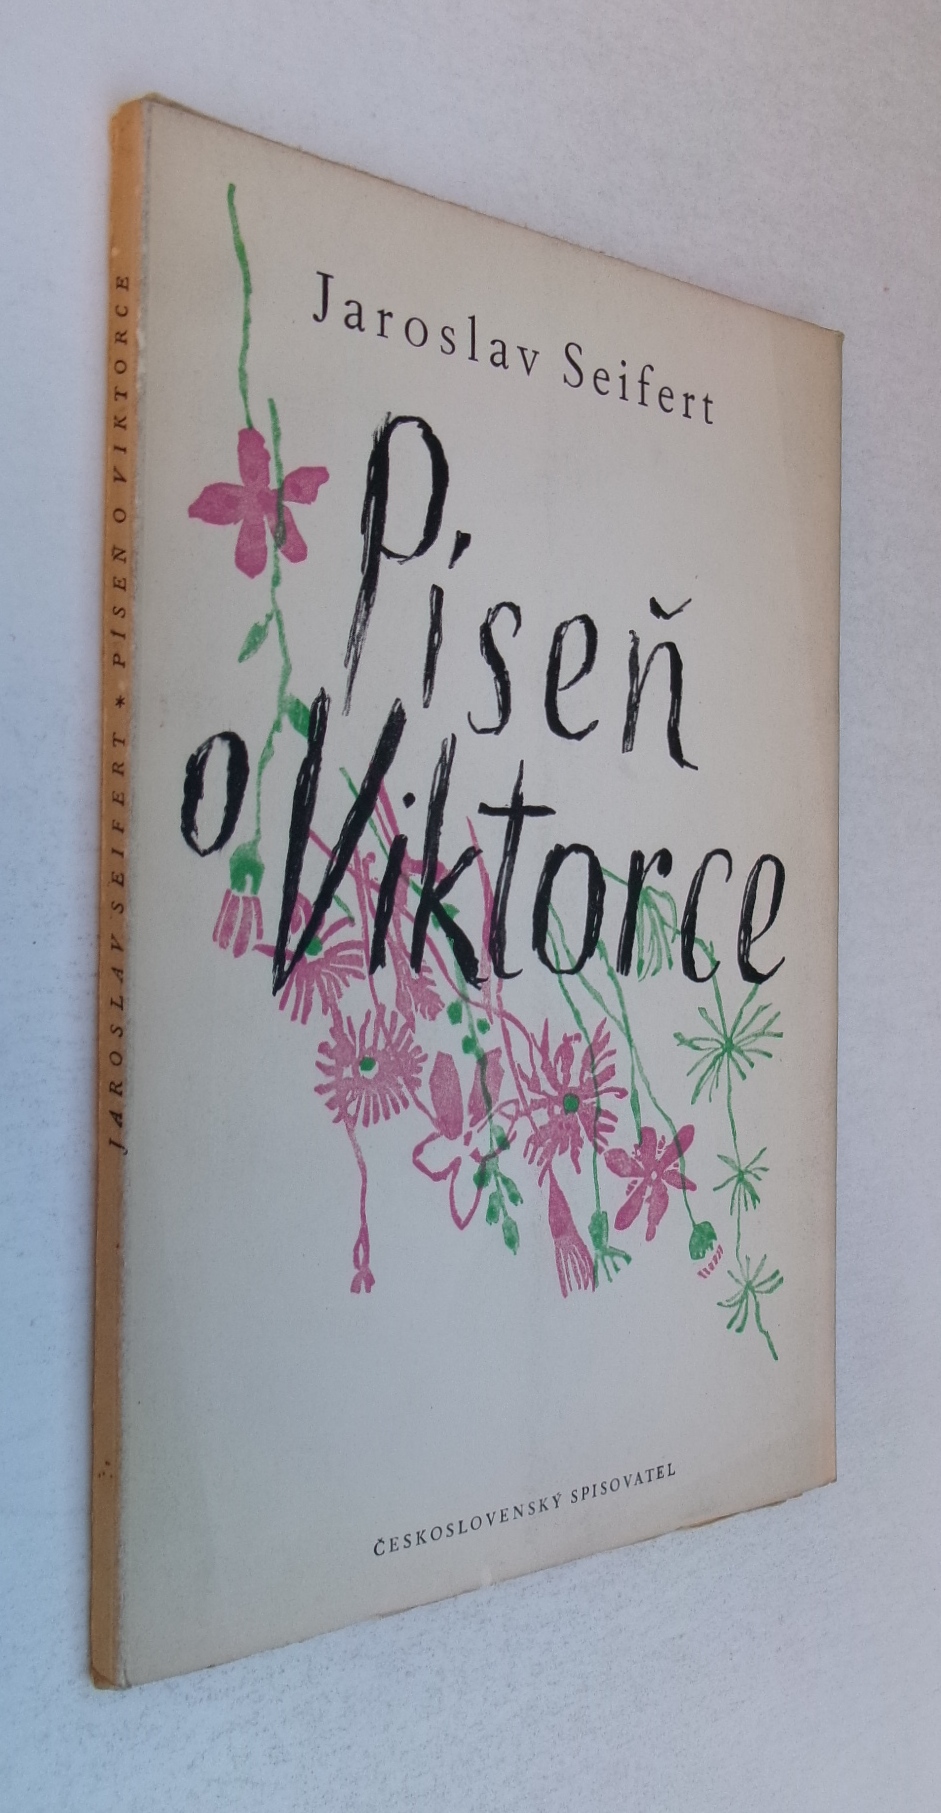 Jaroslav Seifert
Píseň
o Viktorce
ČESKOSLOVENSKÝ SPISOVATEL
JAROSLAV SEIFERT * PÍSEŇ O VIKTORCE